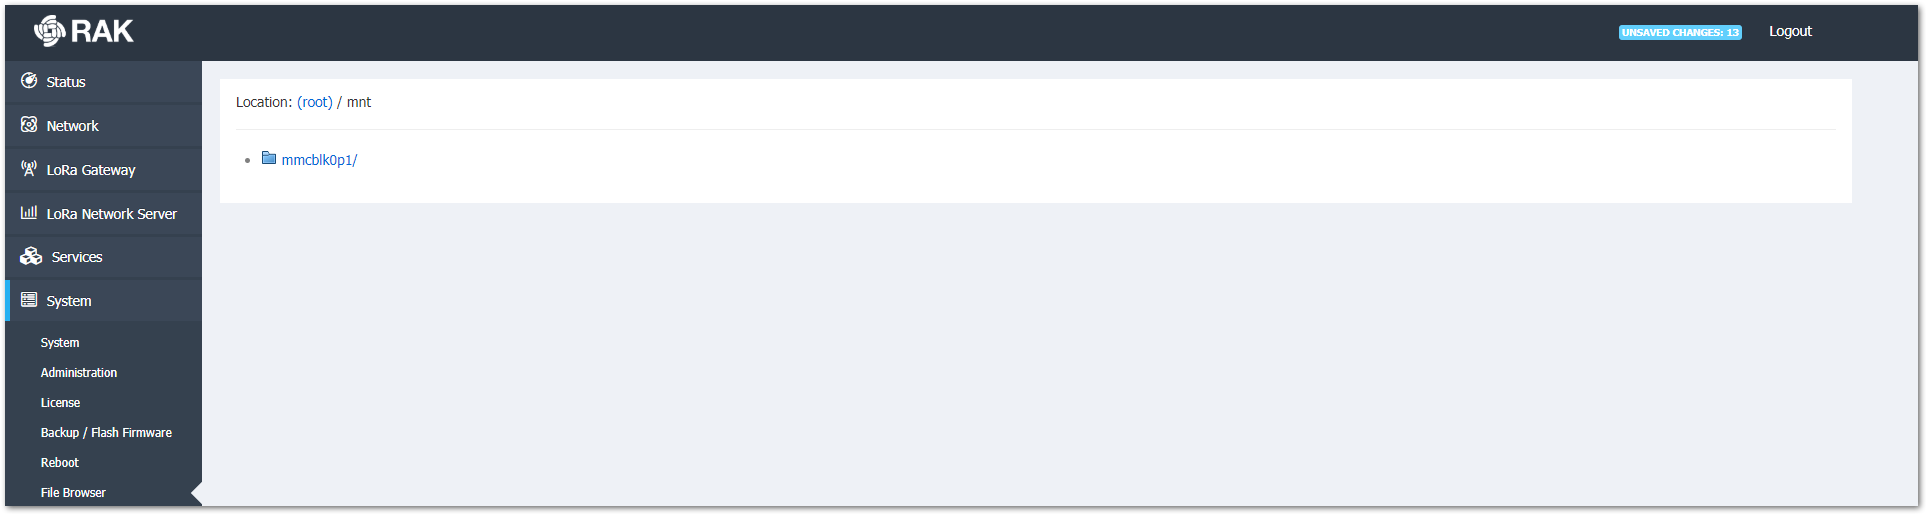 RAK
UNSAVED CHANGES: 13
Logout
Status
Network
LoRa Gateway
LoRa Network Server
Services
System
System
Administration
License
Backup / Flash Firmware
Reboot
File Browser
Location: (root) / mnt
mmcblk0p1/